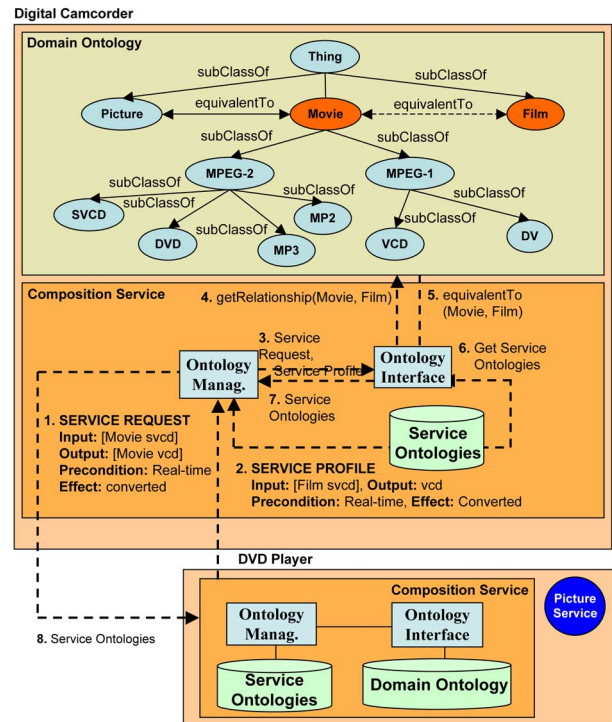 Digital Camcorder
Domain Ontology
Thing
subClassOf
subClassOf
Picture
equivalentTo
Movie
equivalentTo
Film
subClassOf
subClassOf
MPEG-2
MPEG-1
subClassOf
subClassOf
subClassOf
subClassOf
SVCD
subClassOf
MP2
DVD
subClassOf
MP3
VCD
DV
Composition Service
4. getRelationship(Movie, Film)
5. equivalentTo
(Movie, Film)
3. Service
Request,
Service Profile
6. Get Service
Ontologies
Ontology
Manag.
Ontology
Interface
7. Service
Ontologies
1. SERVICE REQUEST
Input: [Movie svcd]
Output: [Movie vcd]
Precondition: Real-time
Effect: converted
Service
Ontologies
2. SERVICE PROFILE
Input: [Film svcd], Output: vcd
Precondition: Real-time, Effect: Converted
DVD Player
Composition Service
Picture
Service
Ontology
Manag.
Ontology
Interface
8. Service Ontologies
Service
Ontologies
Domain Ontology